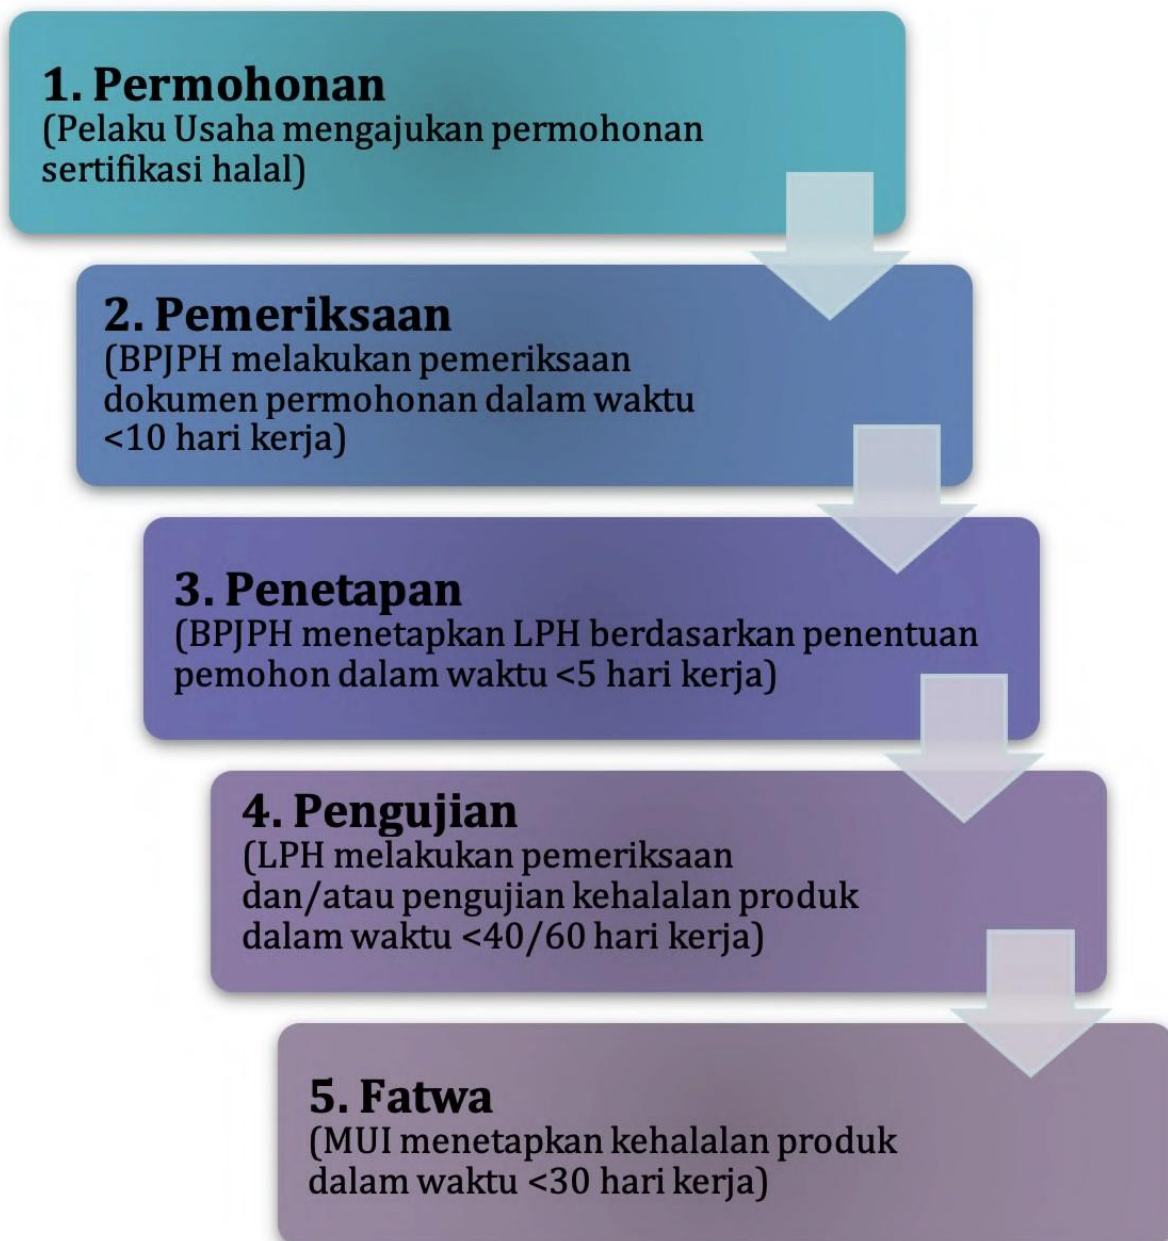 1. Permohonan
(Pelaku Usaha mengajukan permohonan
sertifikasi halal)
2. Pemeriksaan
(BPJPH melakukan pemeriksaan
dokumen permohonan dalam waktu
<10 hari kerja)
3. Penetapan
(BPJPH menetapkan LPH berdasarkan penentuan
pemohon dalam waktu <5 hari kerja)
4. Pengujian
(LPH melakukan pemeriksaan
dan/atau pengujian kehalalan produk
dalam waktu <40/60 hari kerja)
5. Fatwa
(MUI menetapkan kehalalan produk
dalam waktu <30 hari kerja)